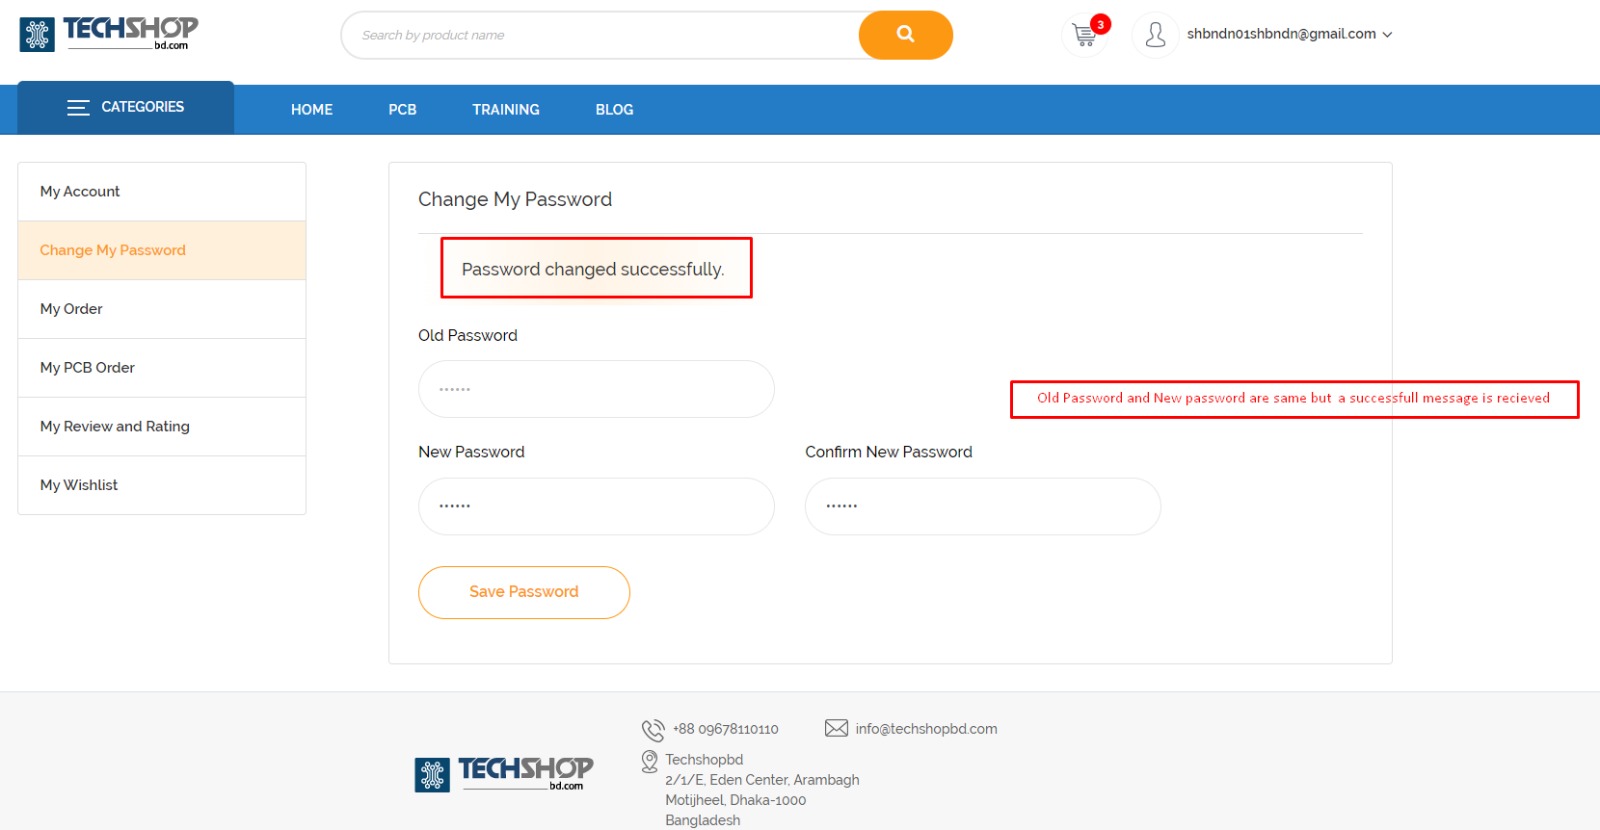 TECHSHOP
bd.com
Search by product name
3
shbndn01shbndn@gmail.com
CATEGORIES
HOME
PCB
TRAINING
BLOG
My Account
Change My Password
My Order
My PCB Order
My Review and Rating
My Wishlist
Change My Password
Password changed successfully.
Old Password
••••••
Old Password and New password are same but a successfull message is recieved
New Password
Confirm New Password
••••••
••••••
Save Password
+88 09678110110
info@techshopbd.com
TECHSHOP
bd.com
Techshopbd
2/1/E, Eden Center, Arambagh
Motijheel, Dhaka-1000
Bangladesh